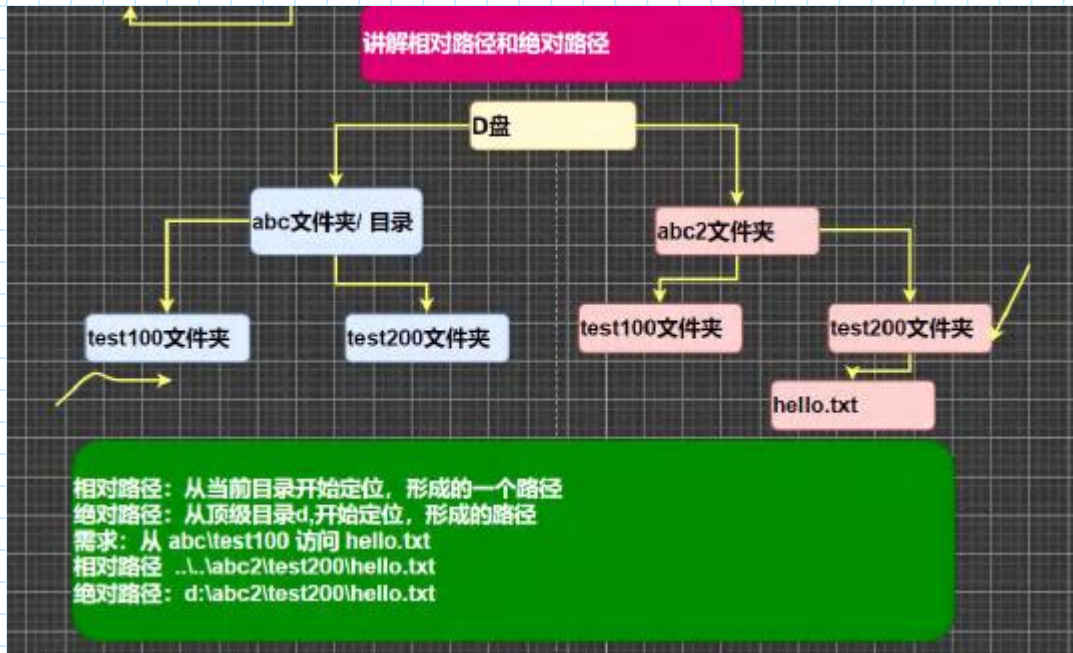 讲解相对路径和绝对路径
D盘
abc文件夹/ 目录
abc2文件夹
test100文件夹
test200文件夹
test100文件夹
test200文件夹
hello.txt
相对路径：从当前目录开始定位，形成的一个路径
绝对路径：从顶级目录d,开始定位，形成的路径
需求：从 abc\test100 访问 hello.txt
相对路径 ..\..\abc2\test200\hello.txt
绝对路径：d:\abc2\test200\hello.txt